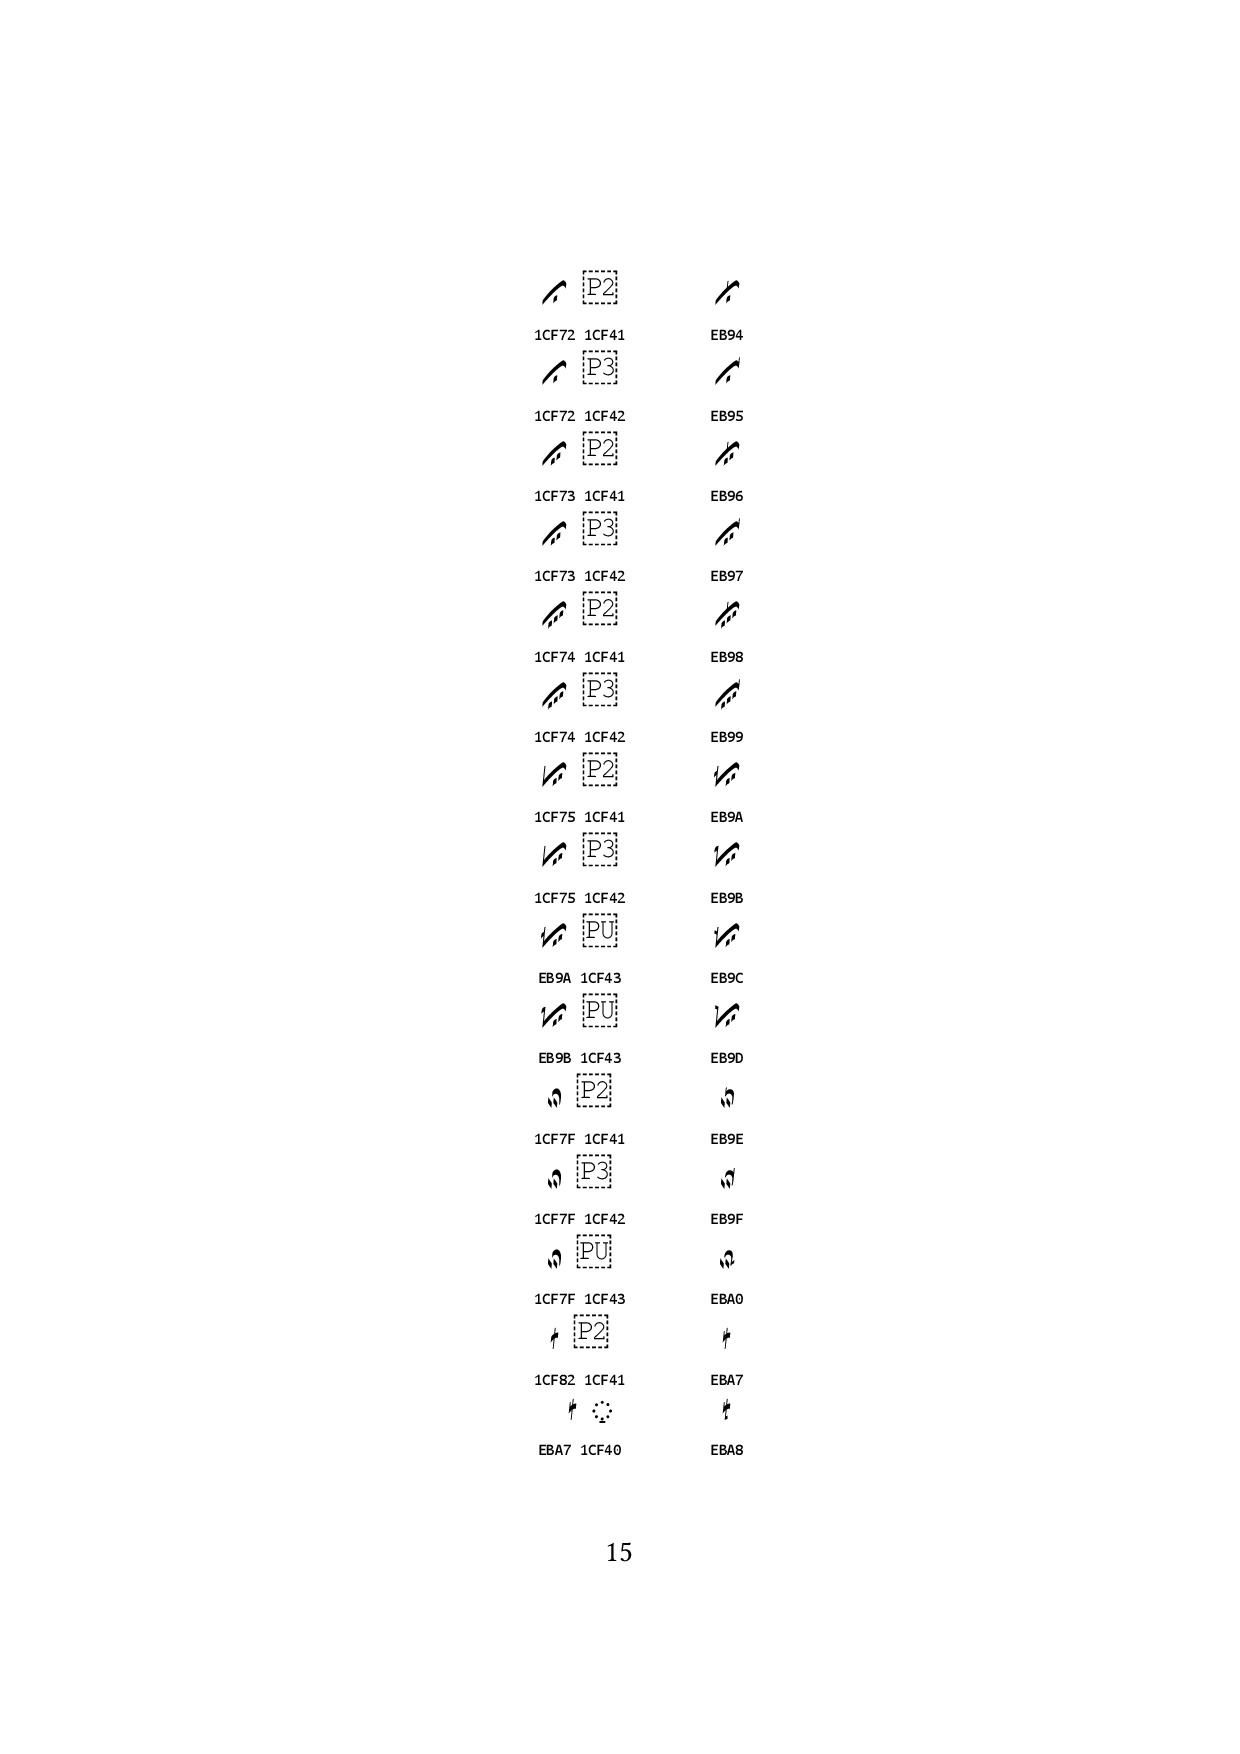 P2
1CF72 1CF41 EB94
P3
1CF72 1CF42 EB95
P2
1CF73 1CF41 EB96
P3
1CF73 1CF42 EB97
P2
1CF74 1CF41 EB98
P3
1CF74 1CF42 EB99
P2
1CF75 1CF41 EB9A
P3
1CF75 1CF42 EB9B
PU
EB9A 1CF43 EB9C
PU
EB9B 1CF43 EB9D
P2
1CF7F 1CF41 EB9E
P3
1CF7F 1CF42 EB9F
PU
1CF7F 1CF43 EBA0
P2
1CF82 1CF41 EBA7
EBA7 1CF40 EBA8
15